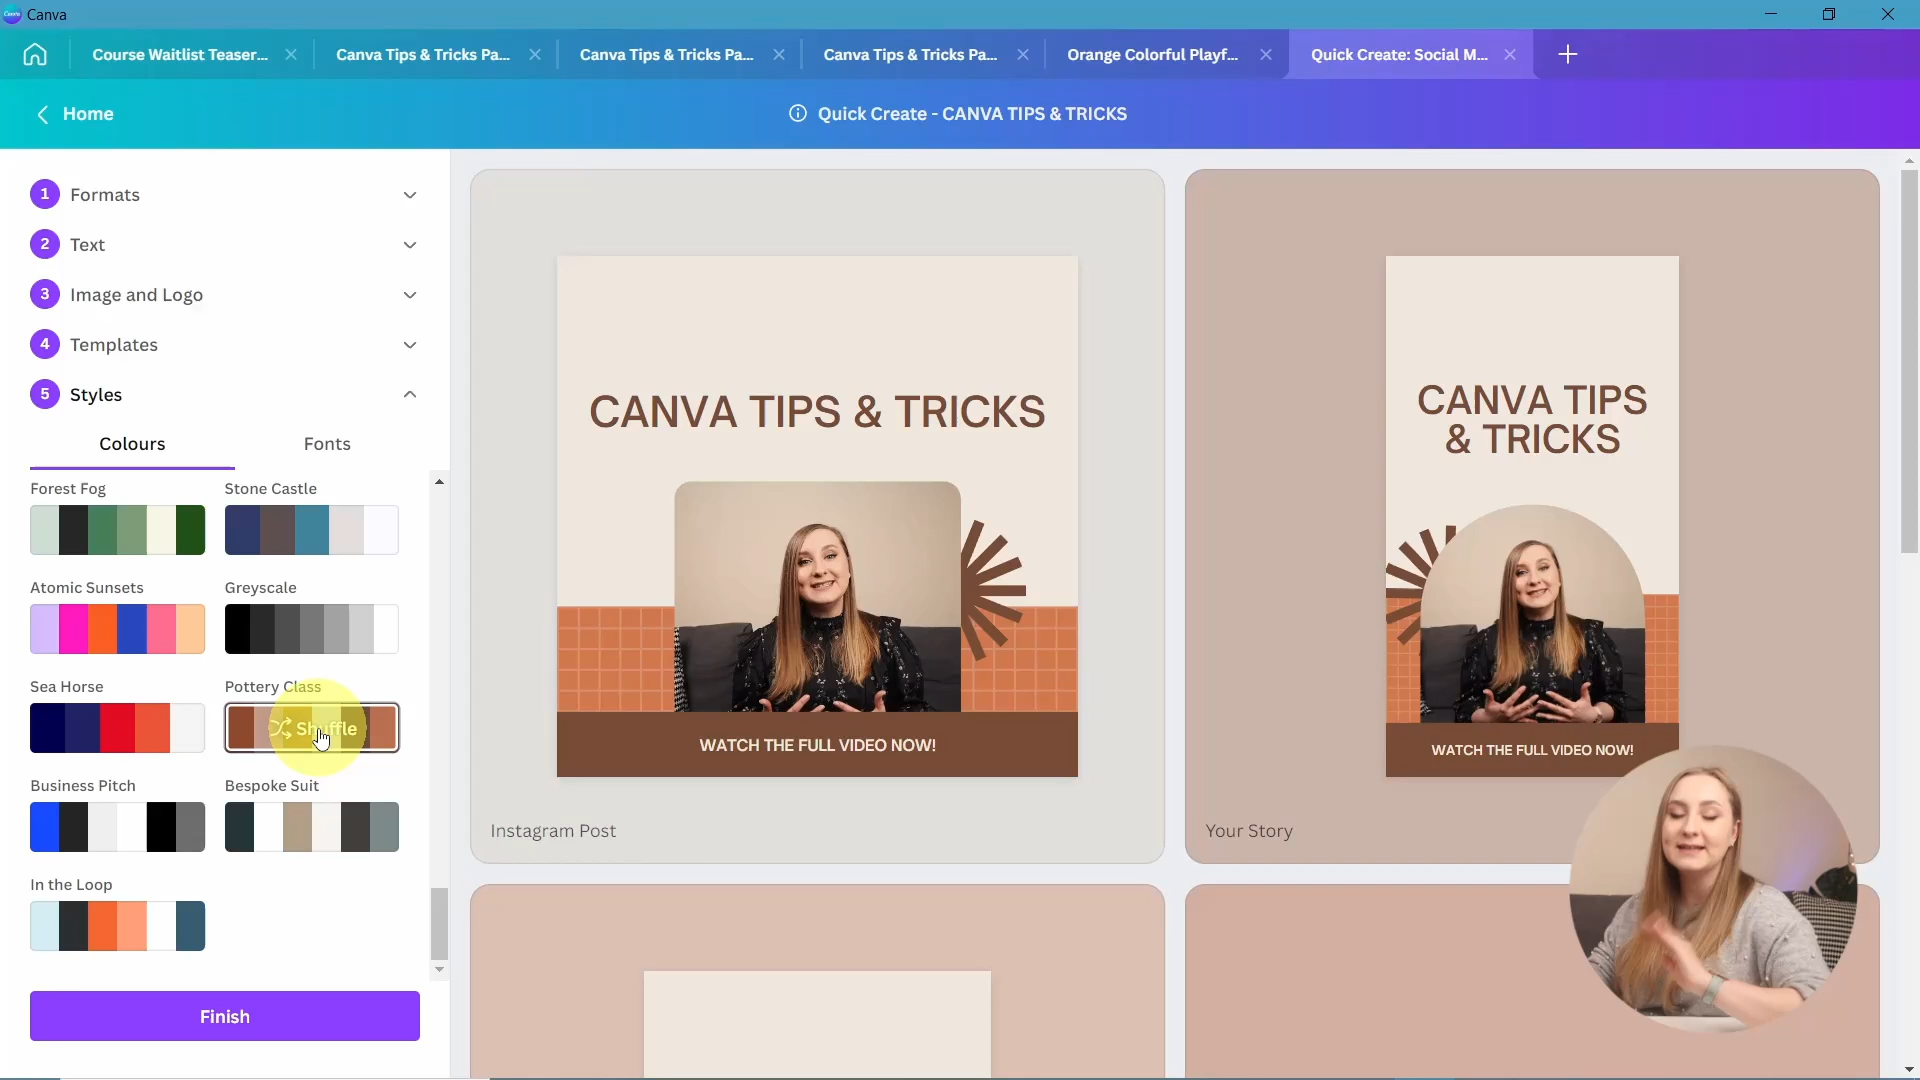 Canva
Course Waitlist Teaser...
Canva Tips & Tricks Pa...
Canva Tips & Tricks Pa...
Canva Tips & Tricks Pa...
Orange Colorful Playf...
Quick Create: Social M...
Home
Quick Create - CANVA TIPS & TRICKS
1 Formats
2 Text
3 Image and Logo
4 Templates
5 Styles
Colours
Fonts
Forest Fog
Stone Castle
Atomic Sunsets
Greyscale
Sea Horse
Pottery Class
Shuffle
Business Pitch
Bespoke Suit
In the Loop
Finish
CANVA TIPS & TRICKS
WATCH THE FULL VIDEO NOW!
Instagram Post
CANVA TIPS
& TRICKS
WATCH THE FULL VIDEO NOW!
Your Story